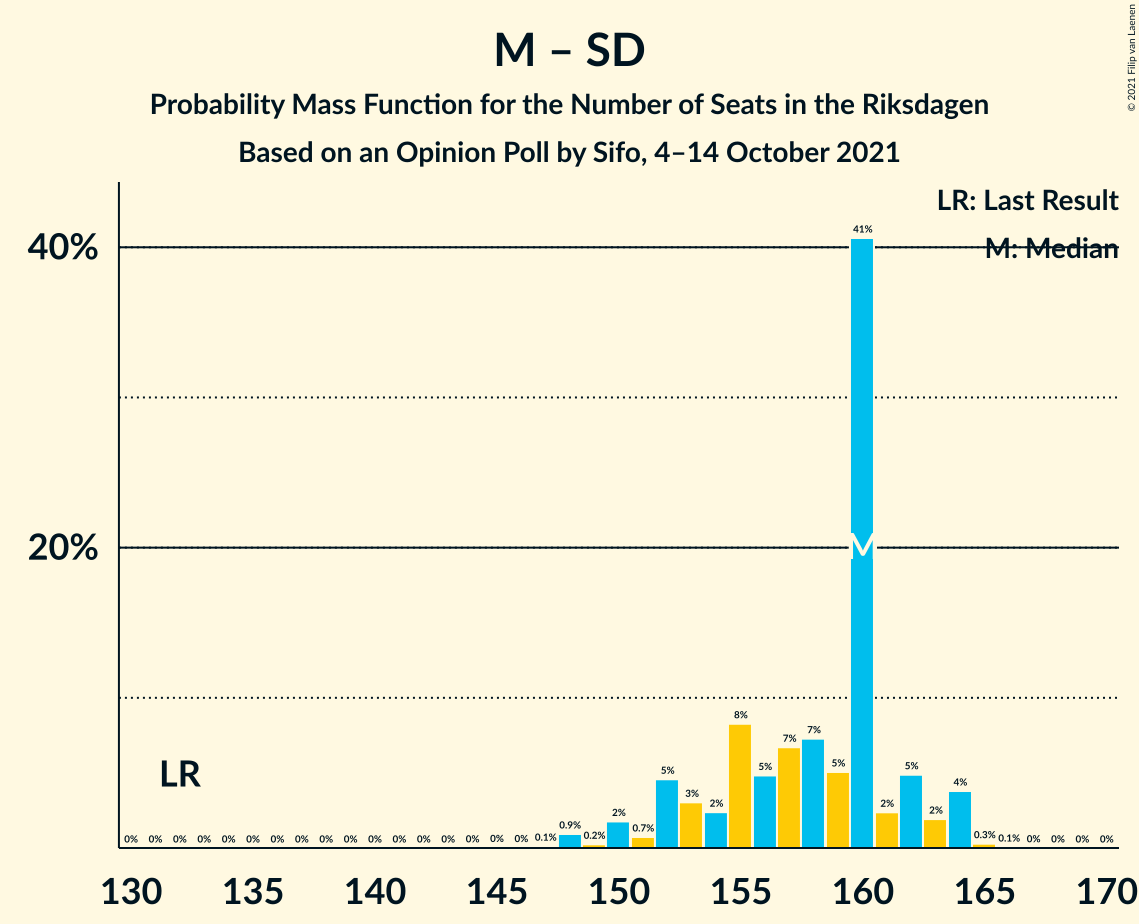 M – SD
Probability Mass Function for the Number of Seats in the Riksdagen
Based on an Opinion Poll by Sifo, 4–14 October 2021
© 2021 Filip van Laenen
LR: Last Result
M: Median
40%
20%
LR
M
0% 0% 0% 0% 0% 0% 0% 0% 0% 0% 0% 0% 0% 0% 0% 0% 0% 0.1% 0.9% 0.2% 2% 0.7% 5% 3% 2% 8% 5% 7% 7% 5% 41% 2% 5% 2% 4% 0.3% 0.1% 0% 0% 0% 0%
130 135 140 145 150 155 160 165 170